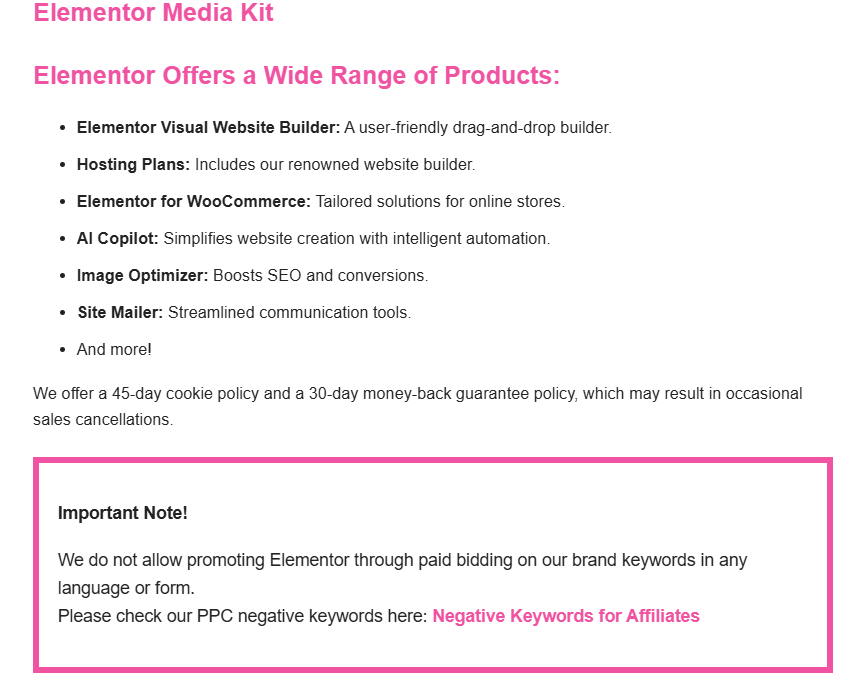 Elementor Media Kit
Elementor Offers a Wide Range of Products:
• Elementor Visual Website Builder: A user-friendly drag-and-drop builder.
• Hosting Plans: Includes our renowned website builder.
• Elementor for WooCommerce: Tailored solutions for online stores.
• AI Copilot: Simplifies website creation with intelligent automation.
• Image Optimizer: Boosts SEO and conversions.
• Site Mailer: Streamlined communication tools.
• And more!
We offer a 45-day cookie policy and a 30-day money-back guarantee policy, which may result in occasional
sales cancellations.
Important Note!
We do not allow promoting Elementor through paid bidding on our brand keywords in any
language or form.
Please check our PPC negative keywords here: Negative Keywords for Affiliates